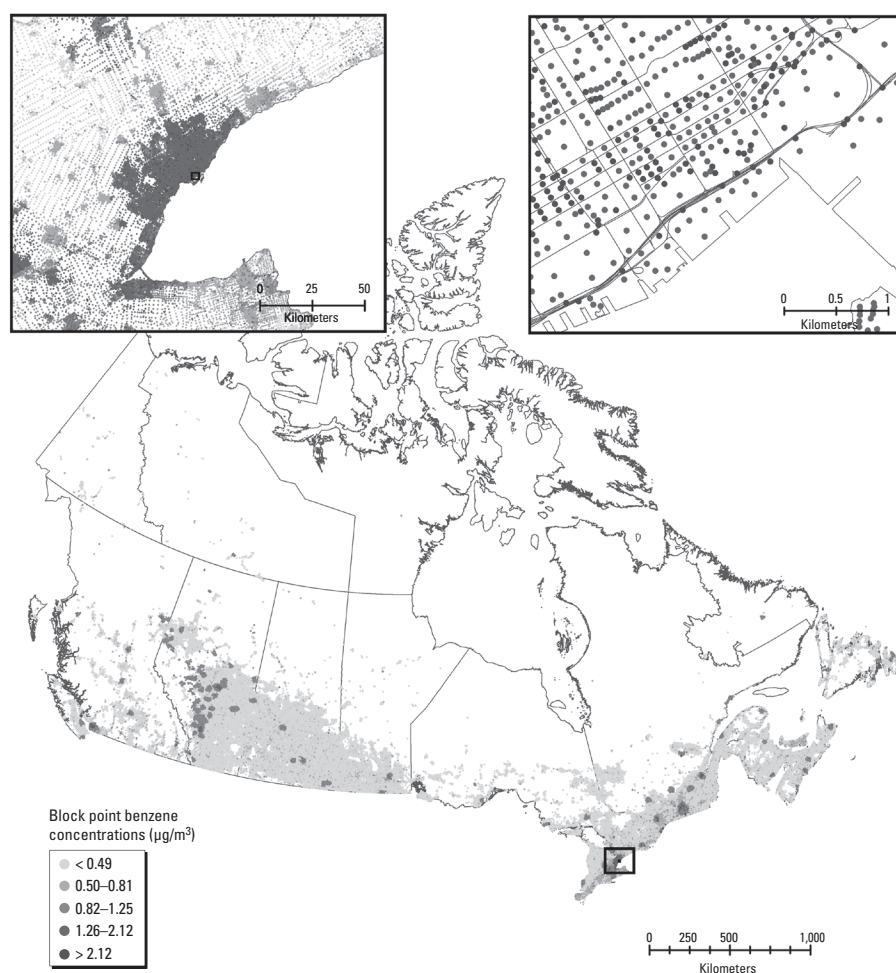 0 25 50
Kilometers
0 0.5 1
Kilometers
Block point benzene
concentrations (µg/m³)
< 0.49
0.50–0.81
0.82–1.25
1.26–2.12
> 2.12
0 250 500 1,000
Kilometers